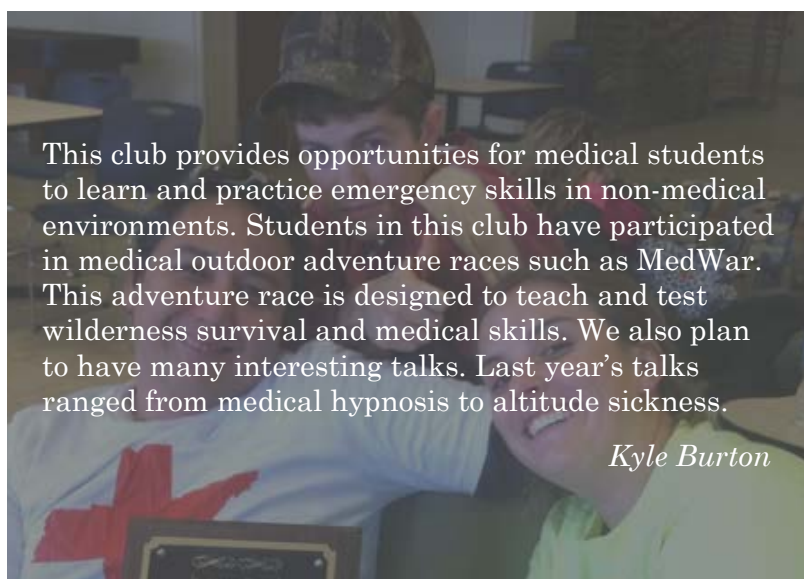 This club provides opportunities for medical students
to learn and practice emergency skills in non-medical
environments. Students in this club have participated
in medical outdoor adventure races such as MedWar.
This adventure race is designed to teach and test
wilderness survival and medical skills. We also plan
to have many interesting talks. Last year’s talks
ranged from medical hypnosis to altitude sickness.
Kyle Burton